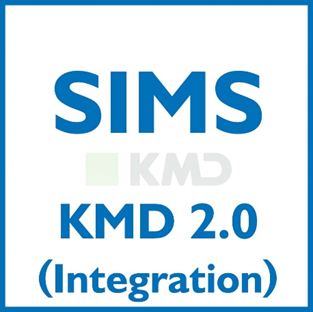 SIMS
KMD
KMD 2.0
(Integration)